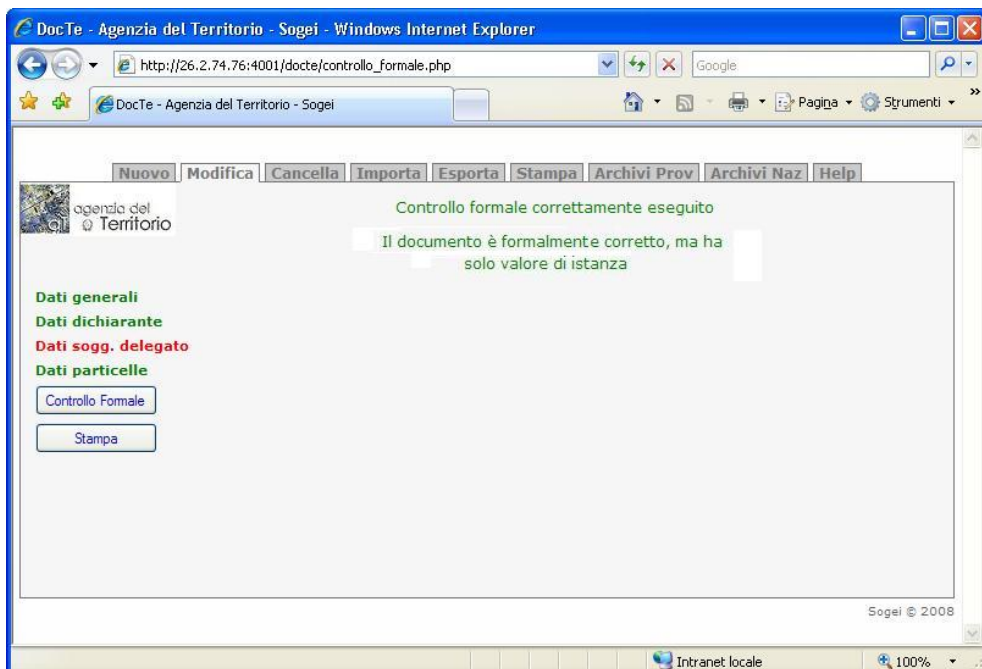 DocTe - Agenzia del Territorio - Sogei - Windows Internet Explorer
http://26.2.74.76:4001/docte/controllo_formale.php
Google
DocTe - Agenzia del Territorio - Sogei
Pagina
Strumenti
»
Nuovo Modifica Cancella Importa Esporta Stampa Archivi Prov Archivi Naz Help
agenzia del
Territorio
Controllo formale correttamente eseguito
Il documento è formalmente corretto, ma ha
solo valore di istanza
Dati generali
Dati dichiarante
Dati sogg. delegato
Dati particelle
Controllo Formale
Stampa
Sogei © 2008
Intranet locale
100%